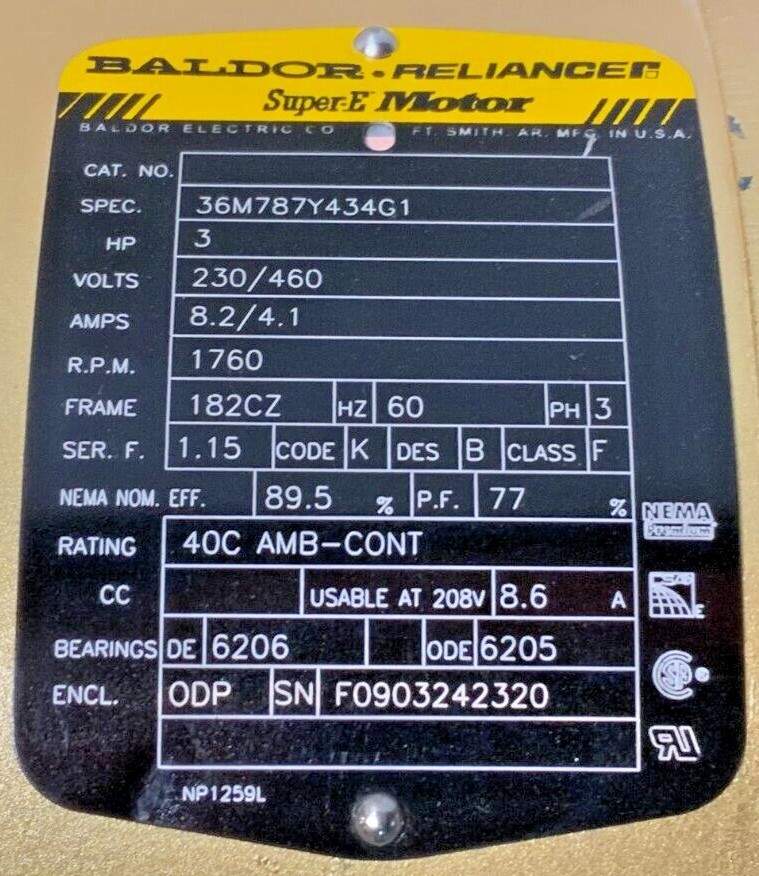 BALDOR • RELIANCER
Super-E Motor
BALDOR ELECTRIC CO FT. SMITH, AR. MFG. IN U.S.A.
CAT. NO.
SPEC. 36M787Y434G1
HP 3
VOLTS 230/460
AMPS 8.2/4.1
R.P.M. 1760
FRAME 182CZ HZ 60 PH 3
SER. F. 1.15 CODE K DES B CLASS F
NEMA NOM. EFF. 89.5 % P.F. 77 %
NEMA
Premium
RATING 40C AMB-CONT
CC USABLE AT 208V 8.6 A
E
BEARINGS DE 6206 ODE 6205
ENCL. ODP SN F0903242320
NP1259L